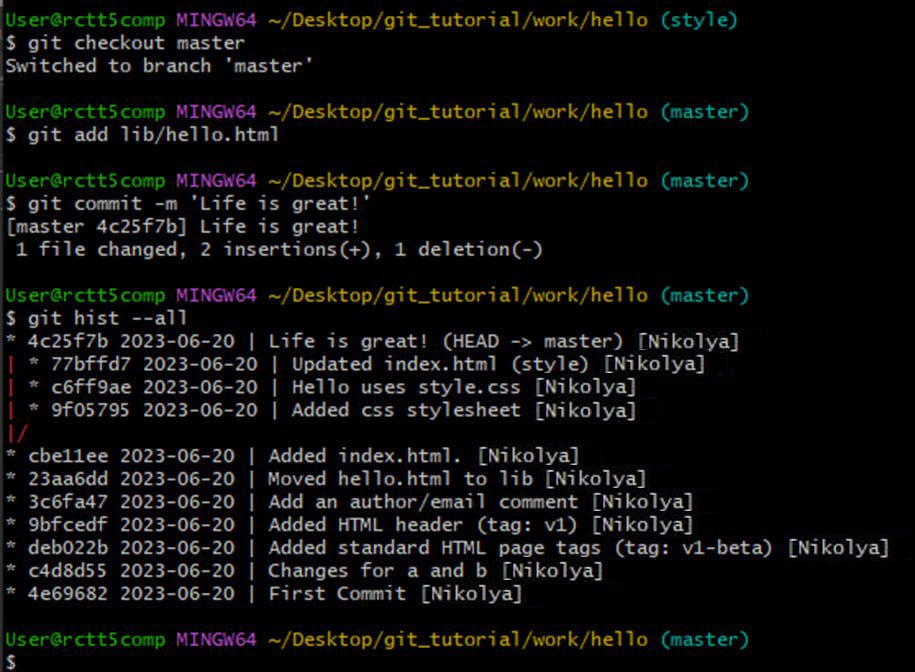 User@rctt5comp MINGW64 ~/Desktop/git_tutorial/work/hello (style)
$ git checkout master
Switched to branch 'master'
User@rctt5comp MINGW64 ~/Desktop/git_tutorial/work/hello (master)
$ git add lib/hello.html
User@rctt5comp MINGW64 ~/Desktop/git_tutorial/work/hello (master)
$ git commit -m 'Life is great!'
[master 4c25f7b] Life is great!
 1 file changed, 2 insertions(+), 1 deletion(-)
User@rctt5comp MINGW64 ~/Desktop/git_tutorial/work/hello (master)
$ git hist --all
* 4c25f7b 2023-06-20 | Life is great! (HEAD -> master) [Nikolya]
| * 77bffd7 2023-06-20 | Updated index.html (style) [Nikolya]
| * c6ff9ae 2023-06-20 | Hello uses style.css [Nikolya]
| * 9f05795 2023-06-20 | Added css stylesheet [Nikolya]
|/
* cbe11ee 2023-06-20 | Added index.html. [Nikolya]
* 23aa6dd 2023-06-20 | Moved hello.html to lib [Nikolya]
* 3c6fa47 2023-06-20 | Add an author/email comment [Nikolya]
* 9bfcedf 2023-06-20 | Added HTML header (tag: v1) [Nikolya]
* deb022b 2023-06-20 | Added standard HTML page tags (tag: v1-beta) [Nikolya]
* c4d8d55 2023-06-20 | Changes for a and b [Nikolya]
* 4e69682 2023-06-20 | First Commit [Nikolya]
User@rctt5comp MINGW64 ~/Desktop/git_tutorial/work/hello (master)
$